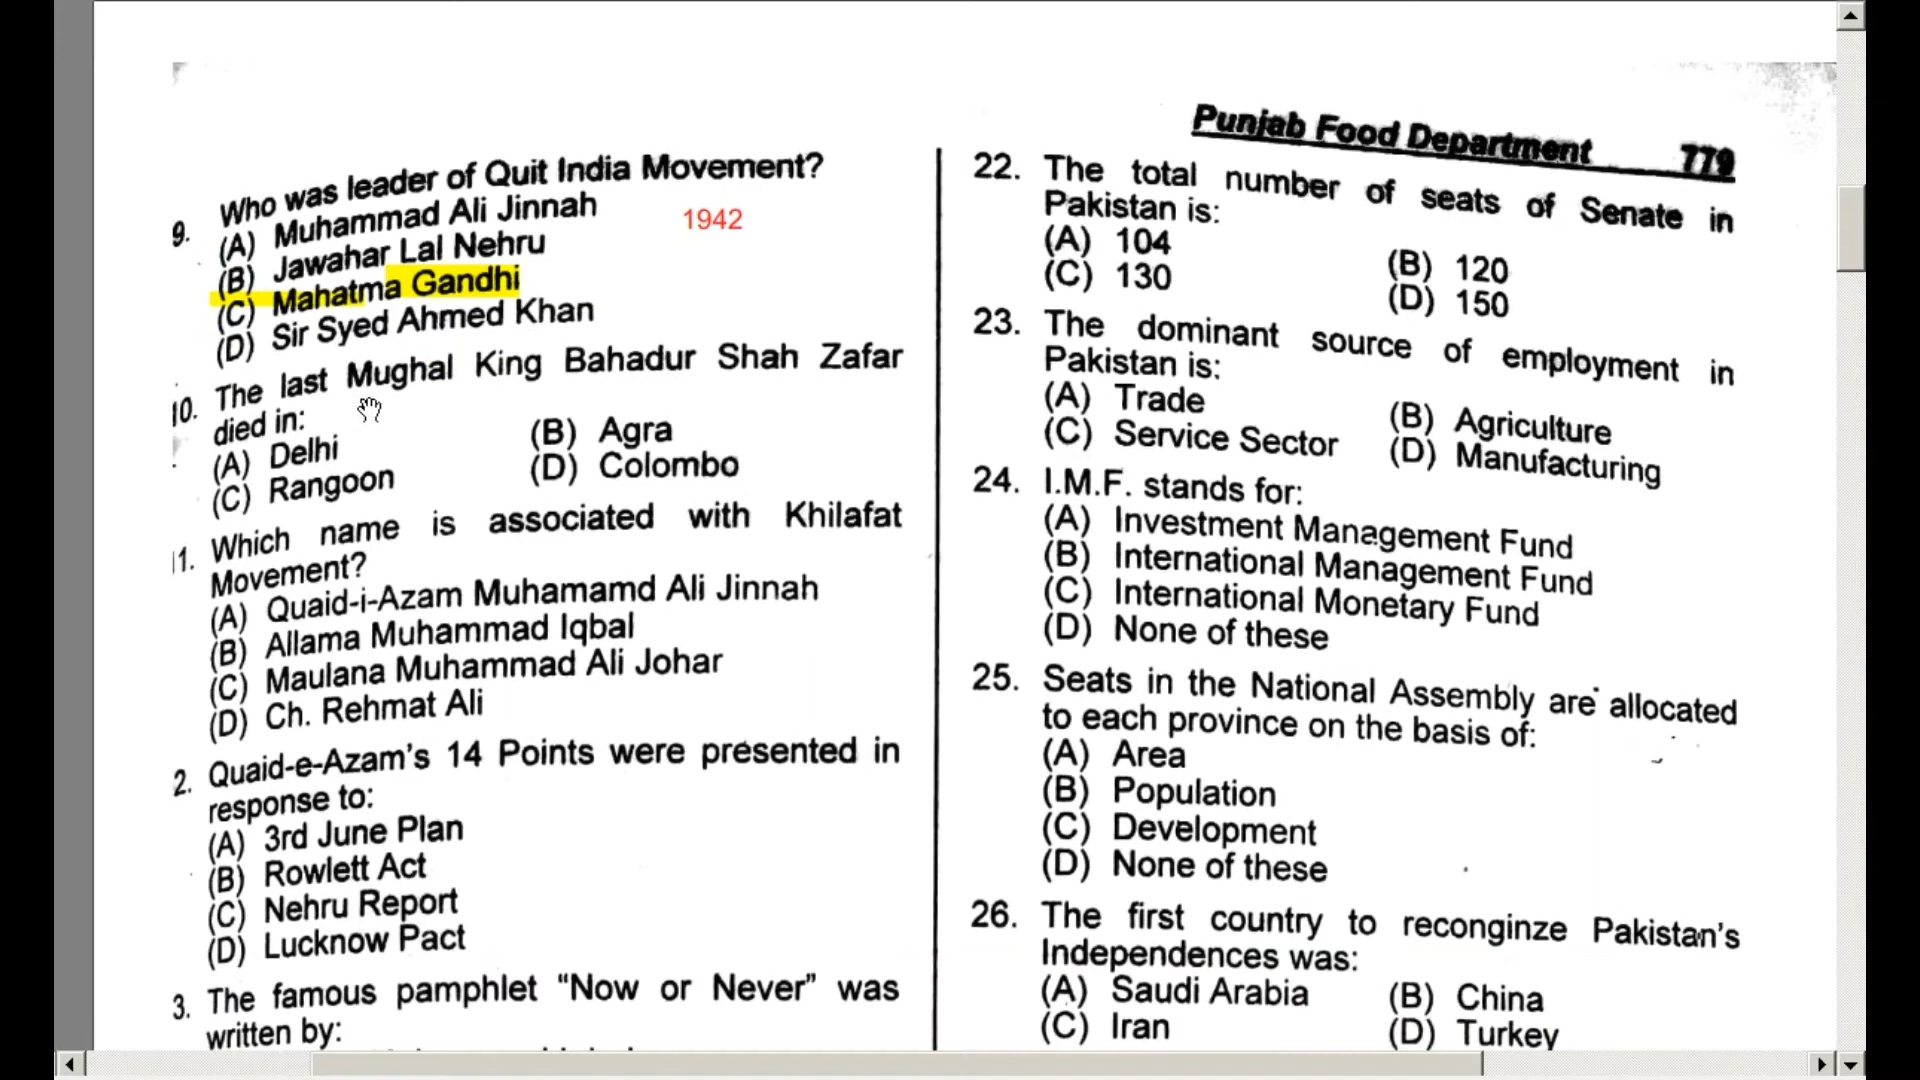 Punjab Food Department 779
9. Who was leader of Quit India Movement?
(A) Muhammad Ali Jinnah
1942
(B) Jawahar Lal Nehru
(C) Mahatma Gandhi
(D) Sir Syed Ahmed Khan
10. The last Mughal King Bahadur Shah Zafar
died in:
(A) Delhi (B) Agra
(C) Rangoon (D) Colombo
11. Which name is associated with Khilafat
Movement?
(A) Quaid-i-Azam Muhamamd Ali Jinnah
(B) Allama Muhammad Iqbal
(C) Maulana Muhammad Ali Johar
(D) Ch. Rehmat Ali
2. Quaid-e-Azam's 14 Points were presented in
response to:
(A) 3rd June Plan
(B) Rowlett Act
(C) Nehru Report
(D) Lucknow Pact
3. The famous pamphlet “Now or Never” was
written by:
22. The total number of seats of Senate in
Pakistan is:
(A) 104 (B) 120
(C) 130 (D) 150
23. The dominant source of employment in
Pakistan is:
(A) Trade (B) Agriculture
(C) Service Sector (D) Manufacturing
24. I.M.F. stands for:
(A) Investment Management Fund
(B) International Management Fund
(C) International Monetary Fund
(D) None of these
25. Seats in the National Assembly are allocated
to each province on the basis of:
(A) Area
(B) Population
(C) Development
(D) None of these
26. The first country to reconginze Pakistan's
Independences was:
(A) Saudi Arabia (B) China
(C) Iran (D) Turkey